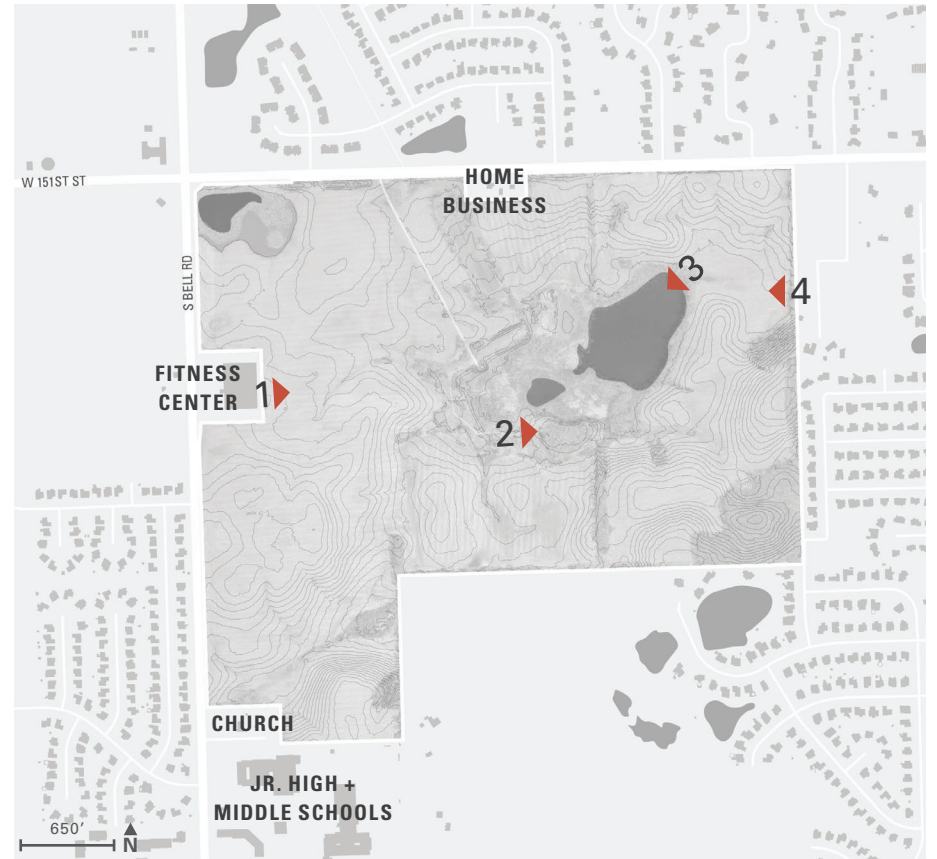 W 151ST ST
HOME
BUSINESS
S BELL RD
3
4
FITNESS
CENTER
1
2
CHURCH
JR. HIGH +
MIDDLE SCHOOLS
650'
N